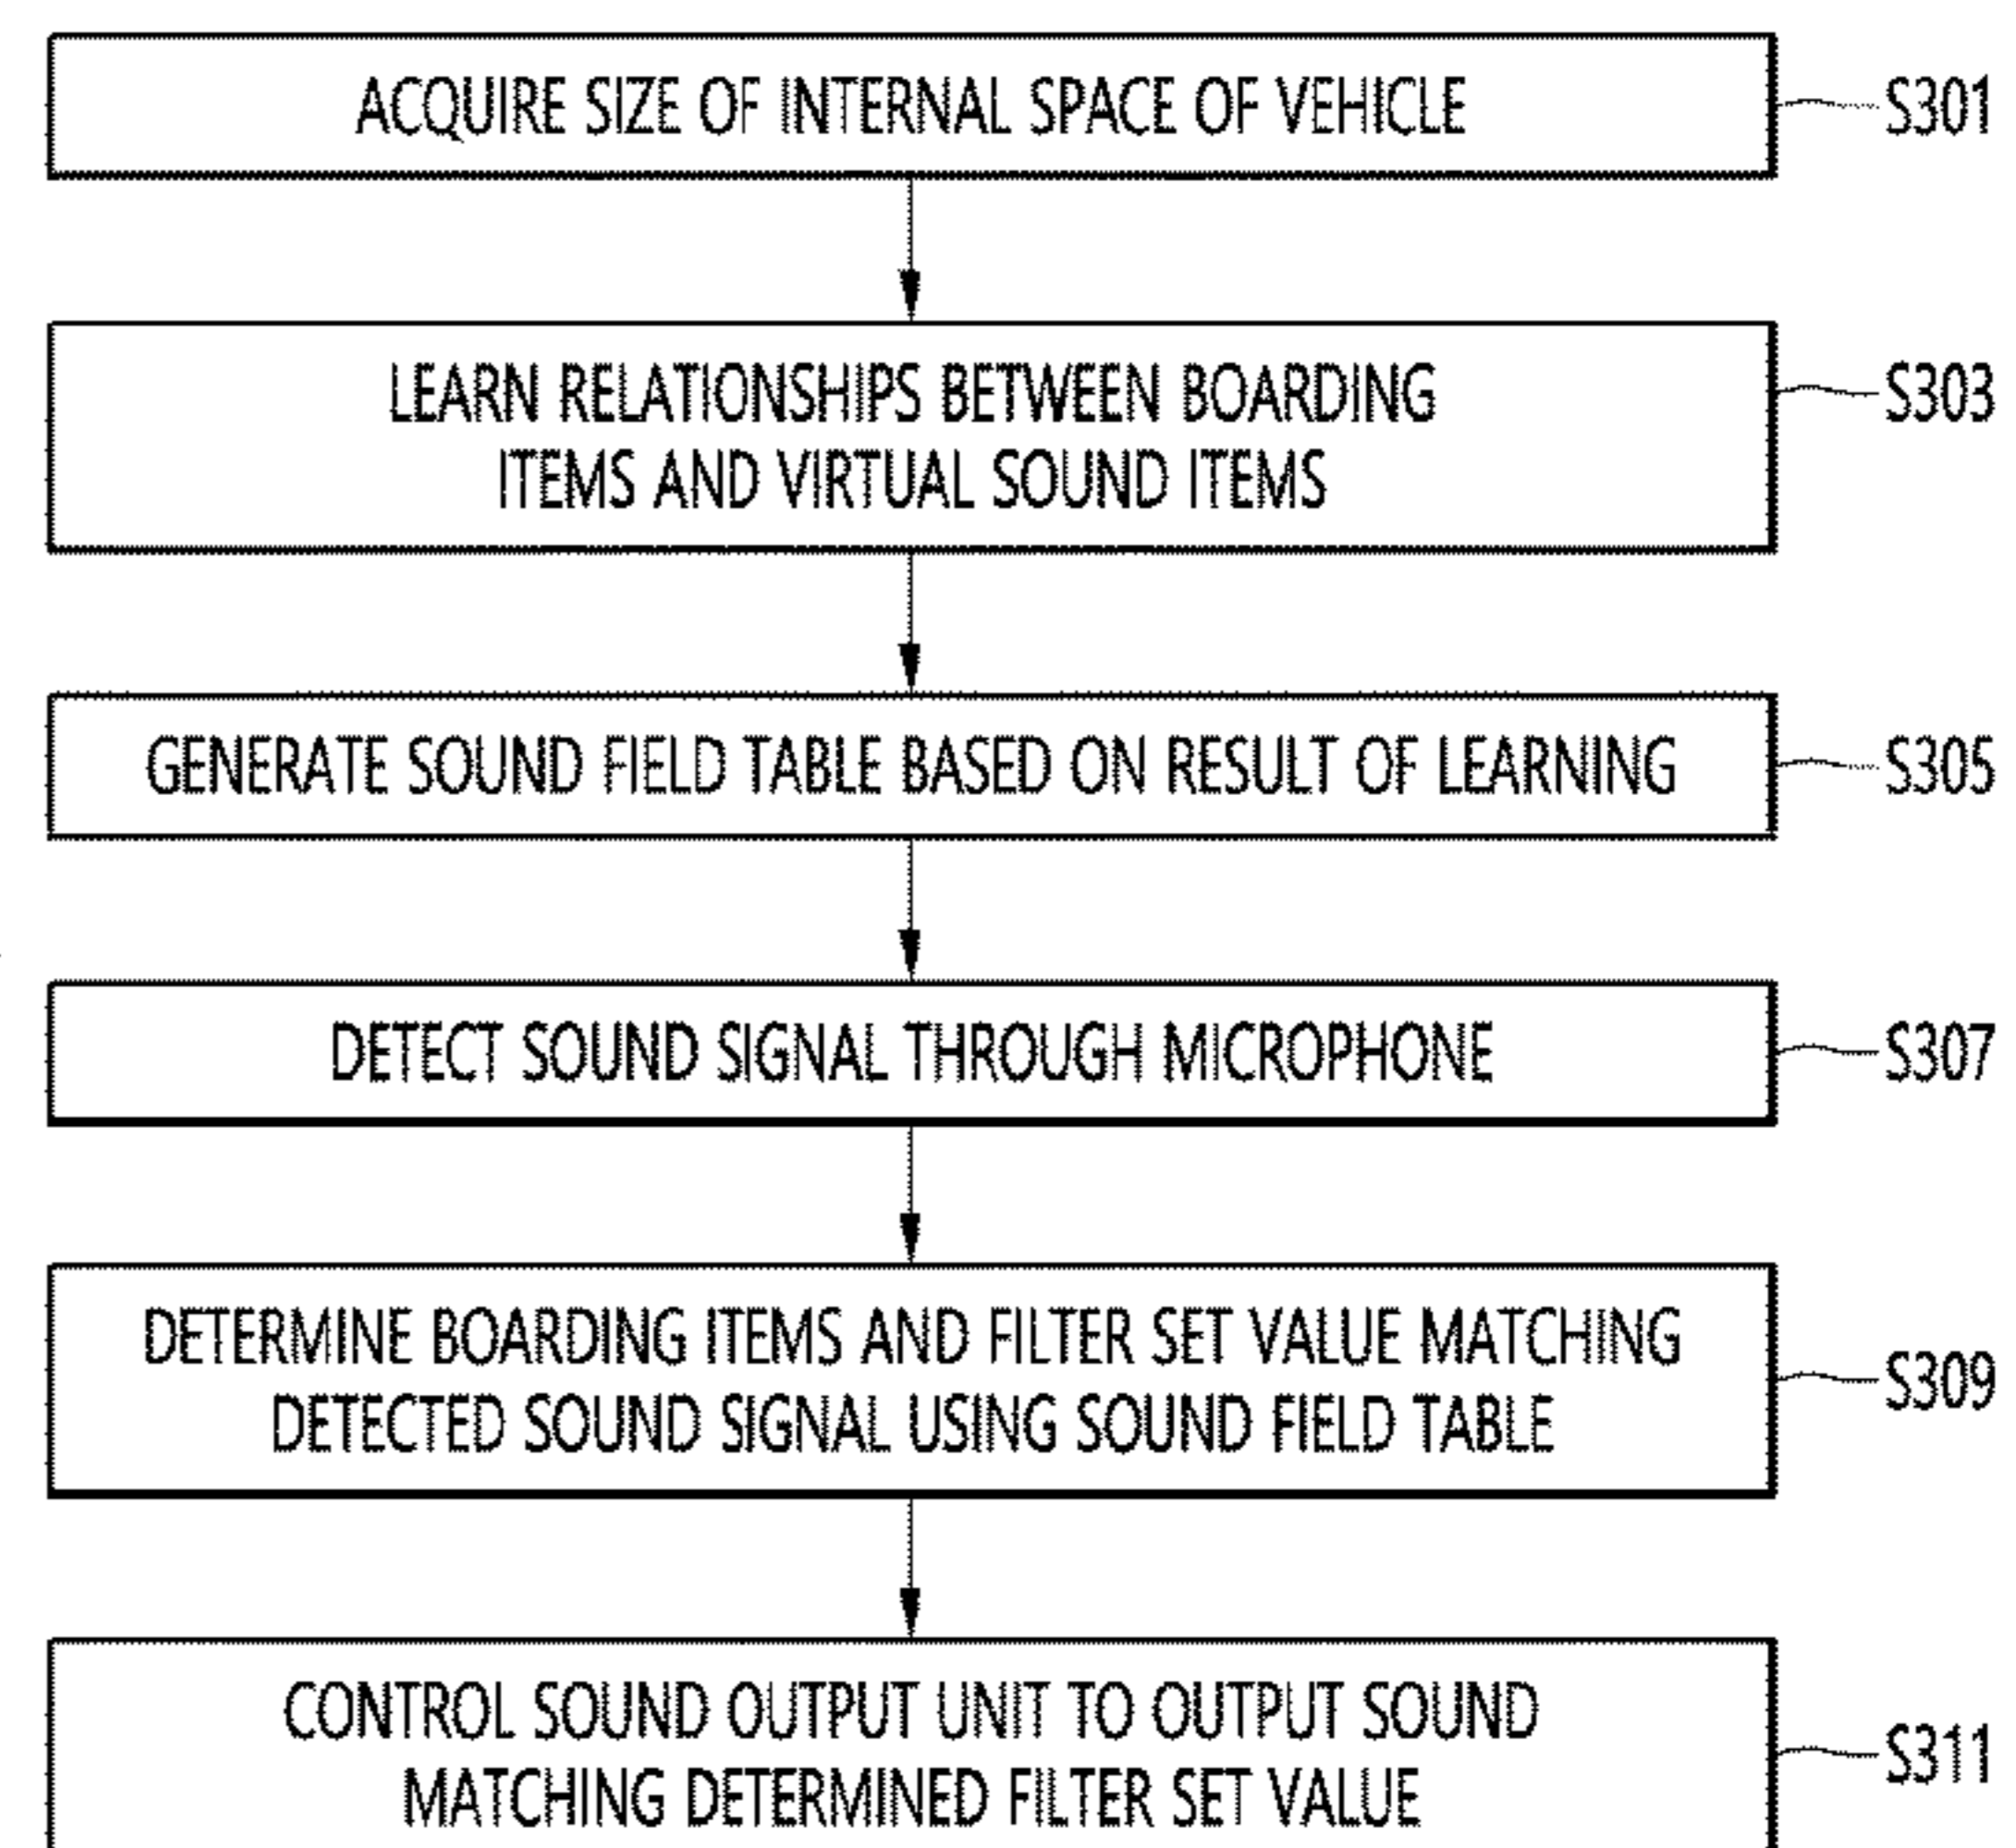 ACQUIRE SIZE OF INTERNAL SPACE OF VEHICLE
S301
LEARN RELATIONSHIPS BETWEEN BOARDING
ITEMS AND VIRTUAL SOUND ITEMS
S303
GENERATE SOUND FIELD TABLE BASED ON RESULT OF LEARNING
S305
DETECT SOUND SIGNAL THROUGH MICROPHONE
S307
DETERMINE BOARDING ITEMS AND FILTER SET VALUE MATCHING
DETECTED SOUND SIGNAL USING SOUND FIELD TABLE
S309
CONTROL SOUND OUTPUT UNIT TO OUTPUT SOUND
MATCHING DETERMINED FILTER SET VALUE
S311